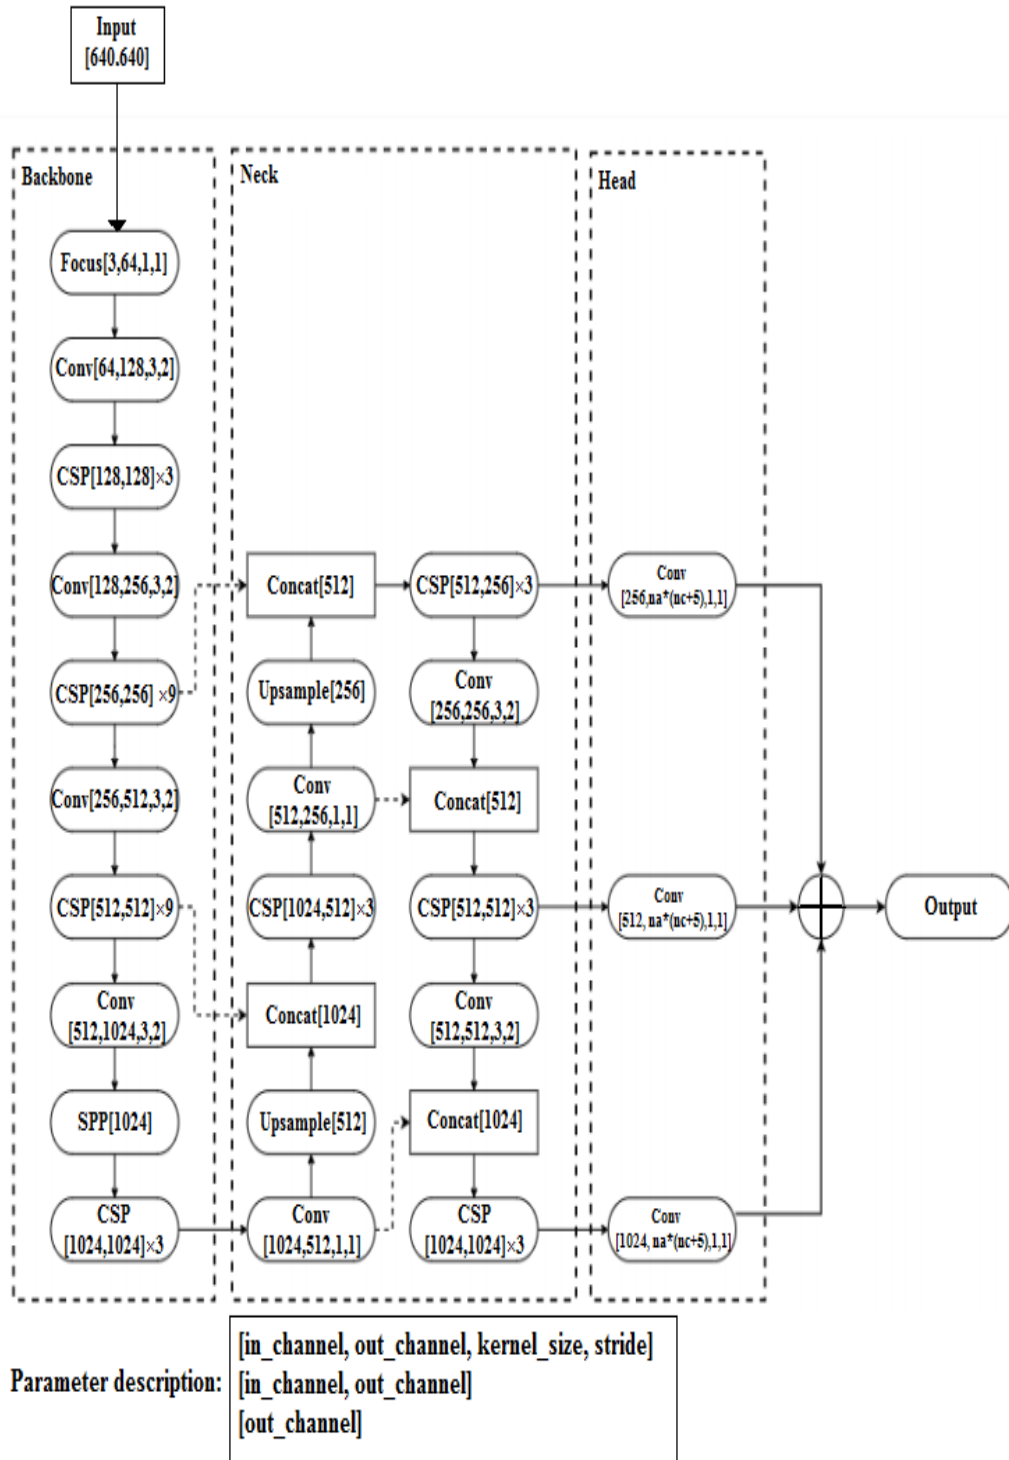 Input
[640.640]
Backbone
Focus[3,64,1,1]
Conv[64,128,3,2]
CSP[128,128]×3
Conv[128,256,3,2]
CSP[256,256] ×9
Conv[256,512,3,2]
CSP[512,512]×9
Conv
[512,1024,3,2]
SPP[1024]
CSP
[1024,1024]×3
Neck
Concat[512]
Upsample[256]
Conv
[512,256,1,1]
CSP[1024,512]×3
Concat[1024]
Upsample[512]
Conv
[1024,512,1,1]
CSP[512,256]×3
Conv
[256,256,3,2]
Concat[512]
CSP[512,512]×3
Conv
[512,512,3,2]
Concat[1024]
CSP
[1024,1024]×3
Head
Conv
[256,na*(nc+5),1,1]
Conv
[512, na*(nc+5),1,1]
Conv
[1024, na*(nc+5),1,1]
Output
Parameter description:
[in_channel, out_channel, kernel_size, stride]
[in_channel, out_channel]
[out_channel]